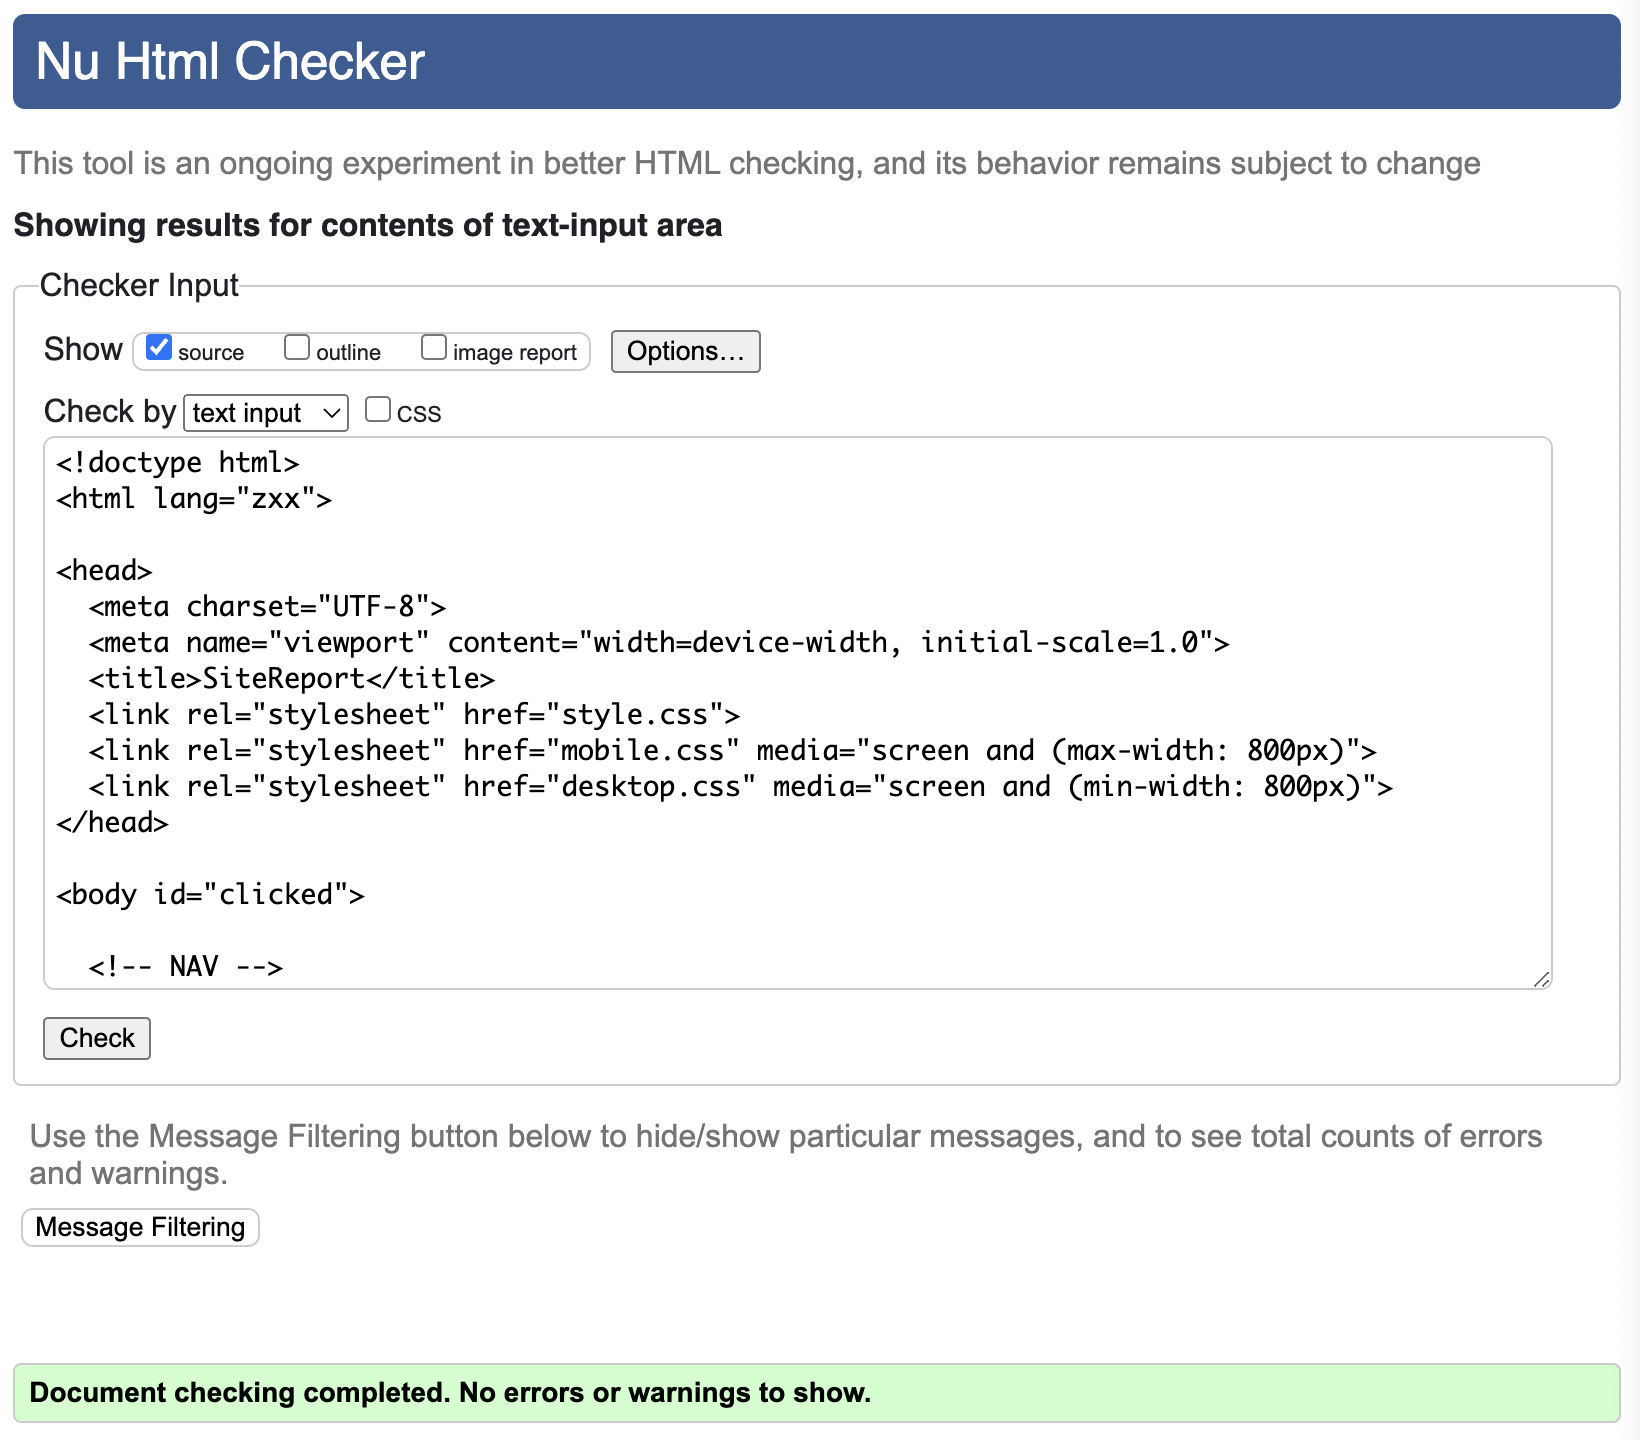 Nu Html Checker
This tool is an ongoing experiment in better HTML checking, and its behavior remains subject to change
Showing results for contents of text-input area
Checker Input
Show source outline image report Options…
Check by text input CSS
<!doctype html>
<html lang="zxx">
<head>
  <meta charset="UTF-8">
  <meta name="viewport" content="width=device-width, initial-scale=1.0">
  <title>SiteReport</title>
  <link rel="stylesheet" href="style.css">
  <link rel="stylesheet" href="mobile.css" media="screen and (max-width: 800px)">
  <link rel="stylesheet" href="desktop.css" media="screen and (min-width: 800px)">
</head>
<body id="clicked">
  <!-- NAV -->
Check
Use the Message Filtering button below to hide/show particular messages, and to see total counts of errors
and warnings.
Message Filtering
Document checking completed. No errors or warnings to show.